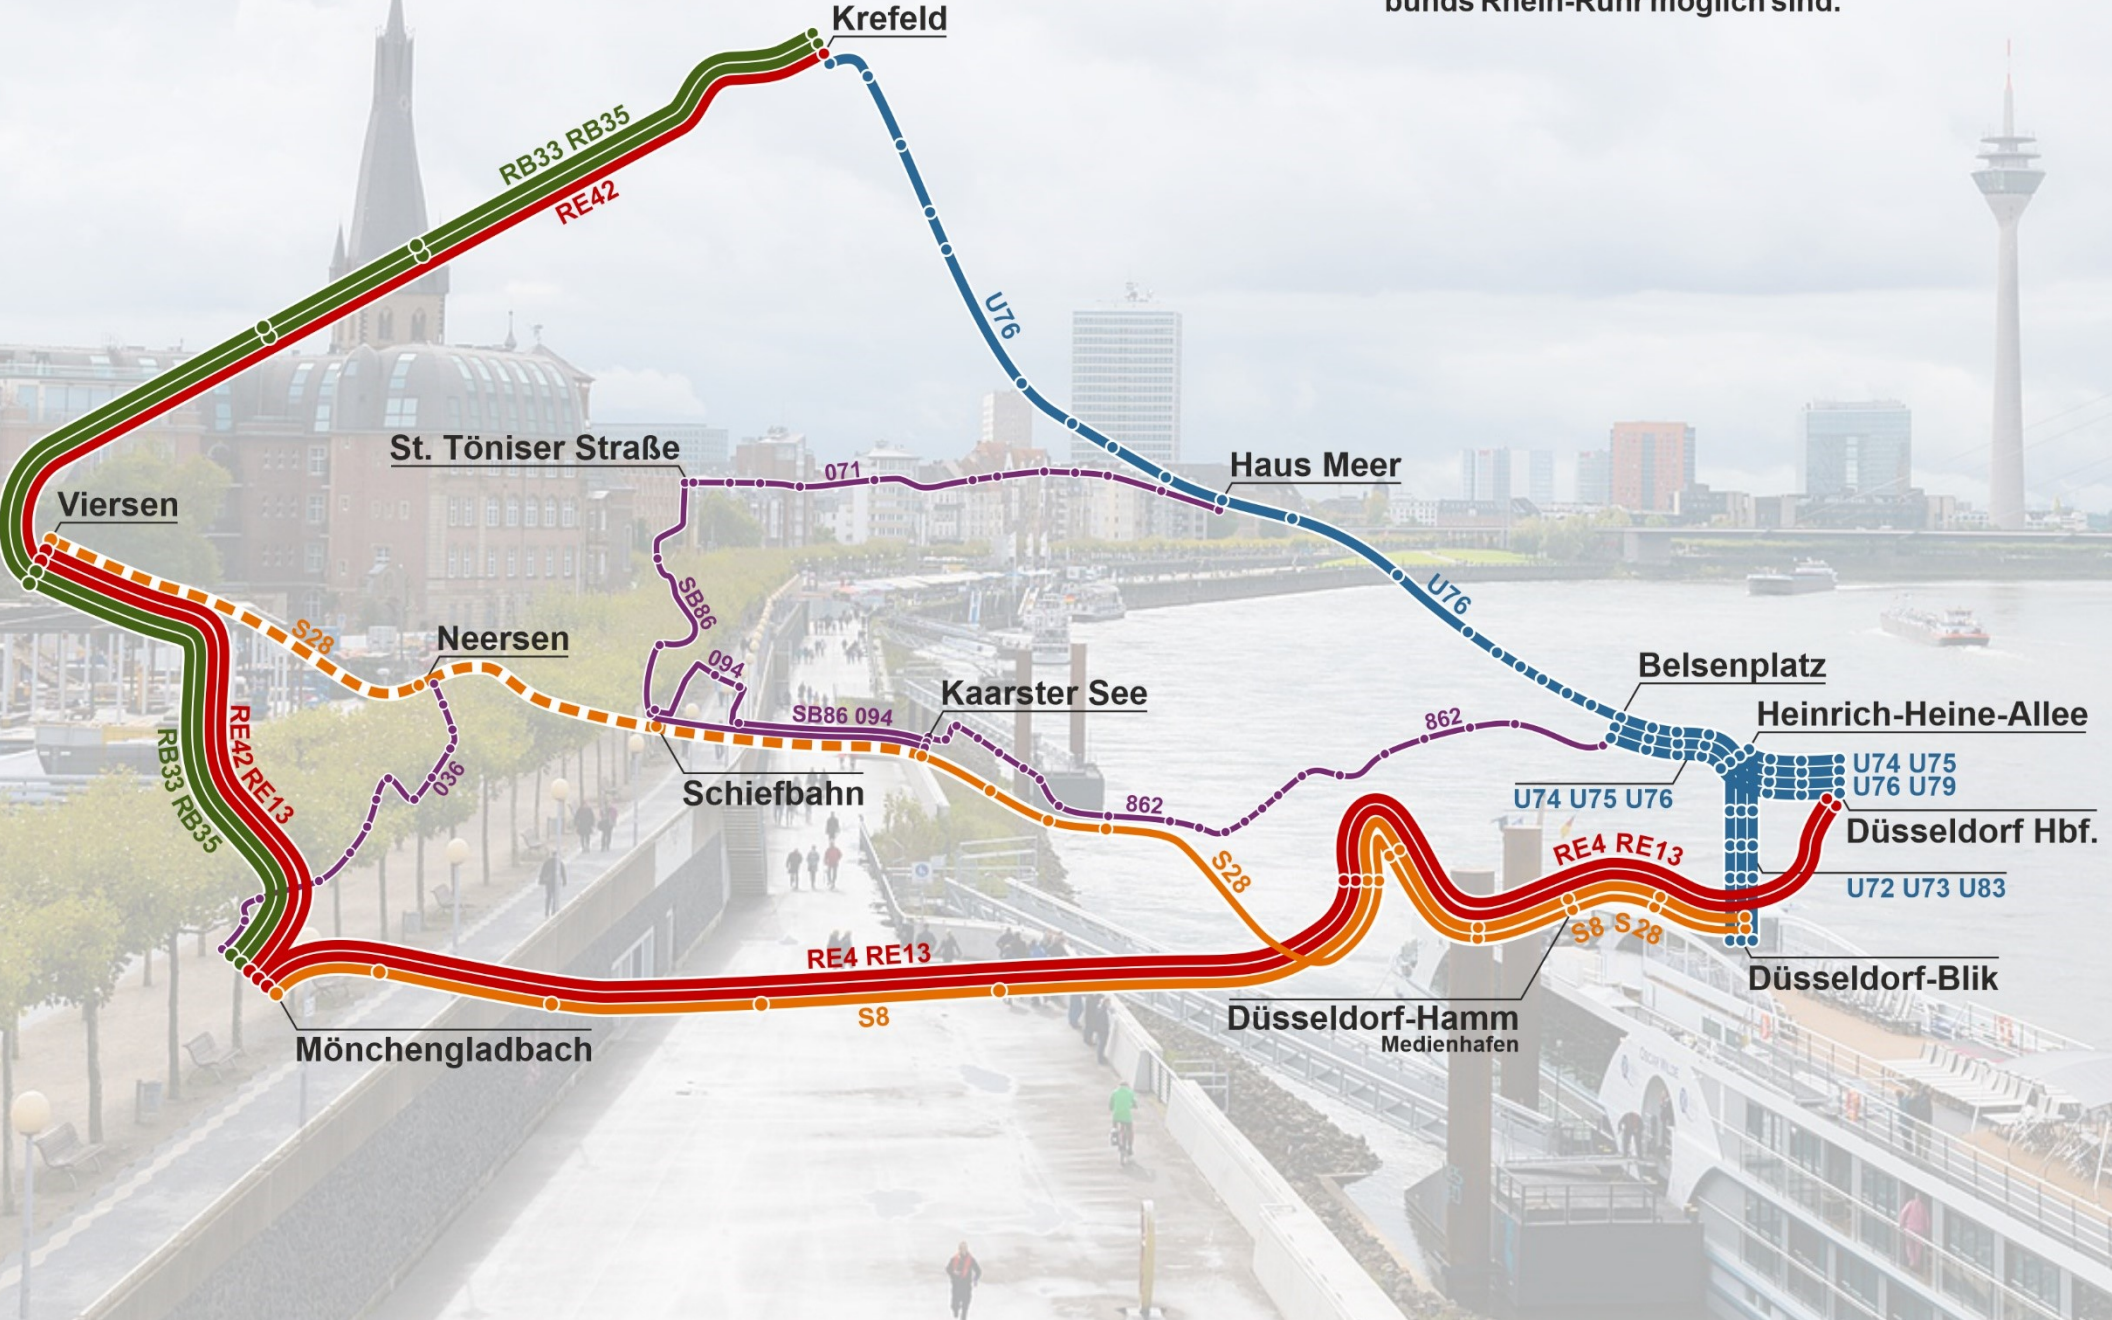 bunds Rhein-Ruhr möglich sind.
Krefeld
RB33 RB35
RE42
U76
St. Töniser Straße
071
Haus Meer
Viersen
SB86
U76
S28
Neersen
094
Kaarster See
Belsenplatz
SB86 094
862
Heinrich-Heine-Allee
RE42 RE13
RB33 RB35
036
Schiefbahn
862
U74 U75 U76
U74 U75
U76 U79
Düsseldorf Hbf.
S28
RE4 RE13
U72 U73 U83
RE4 RE13
S8 S28
S8
Düsseldorf-Blik
Düsseldorf-Hamm
Medienhafen
Mönchengladbach